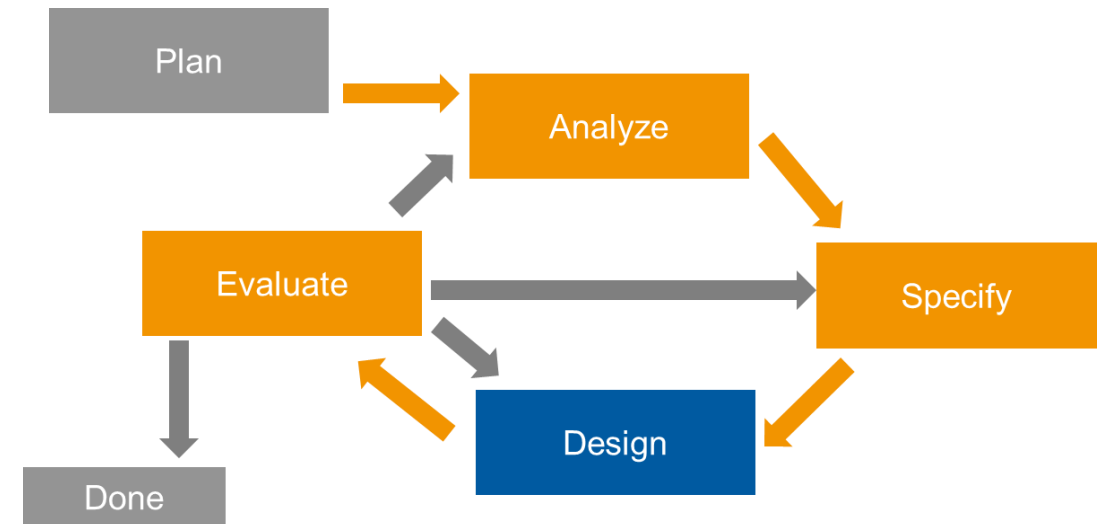 Plan
Analyze
Evaluate
Specify
Design
Done